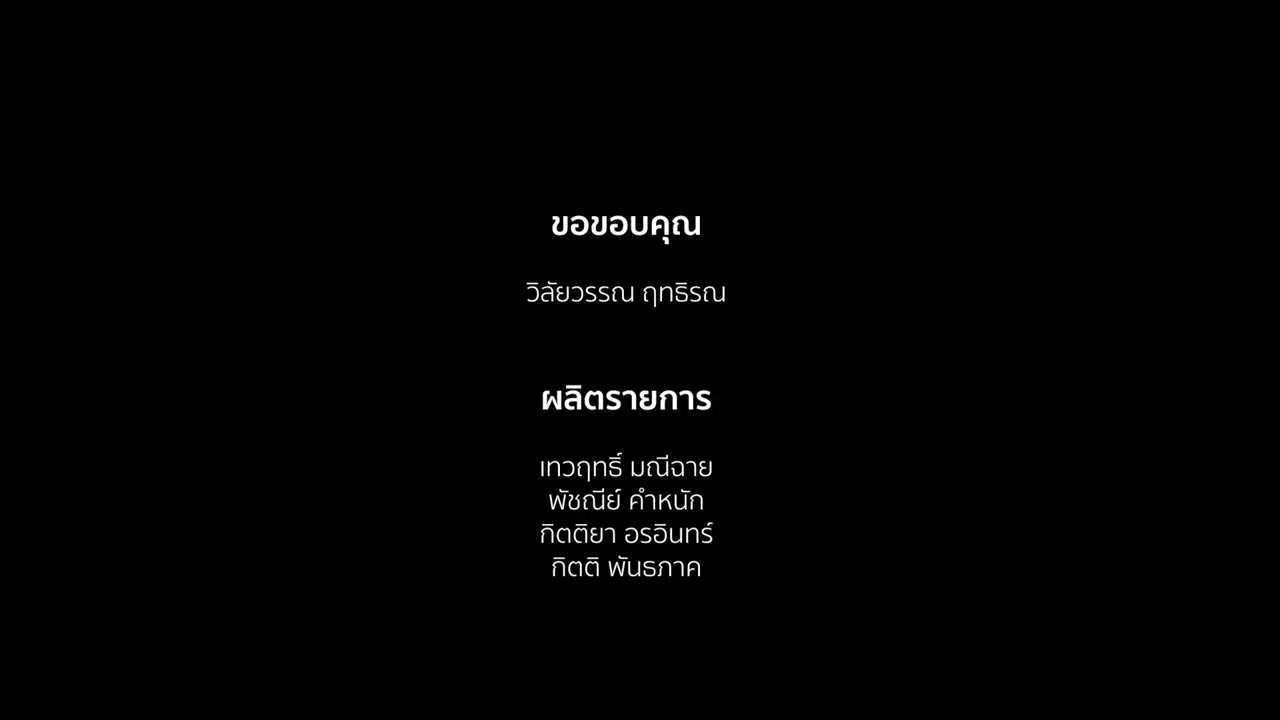 ขอขอบคุณ
วิลัยวรรณ ฤทธิรณ
ผลิตรายการ
เทวฤทธิ์ มณีฉาย
พัชณีย์ คำหนัก
กิตติยา อรอินทร์
กิตติ พันธภาค